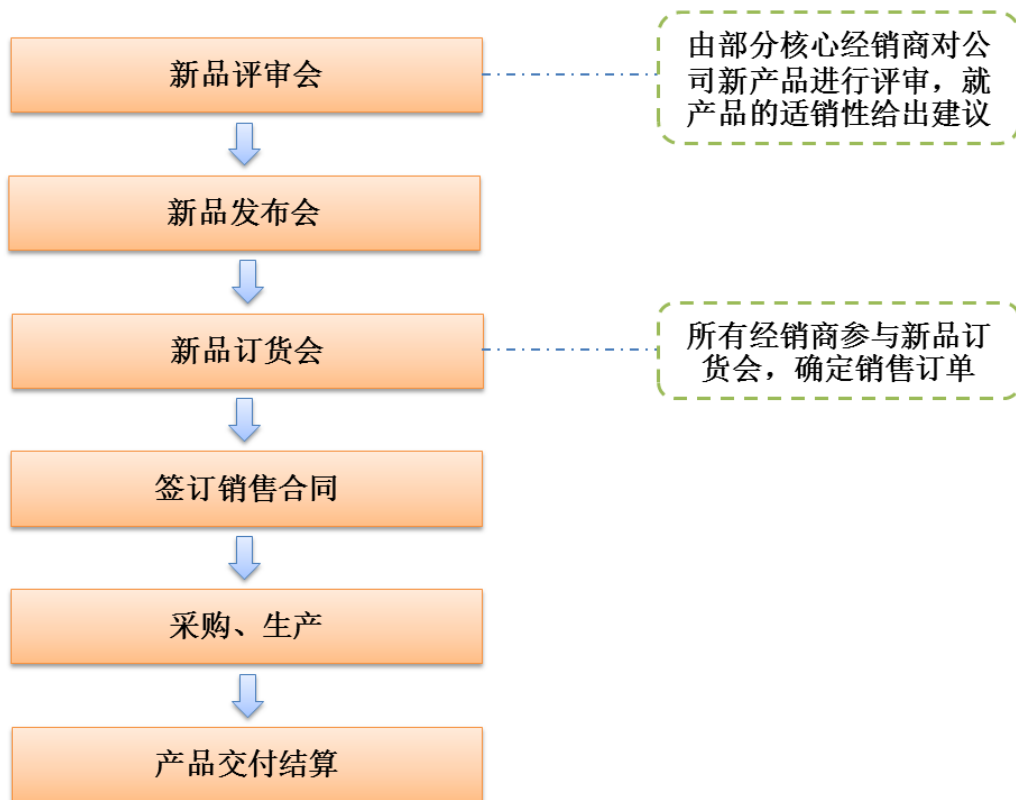 新品评审会
由部分核心经销商对公
司新产品进行评审，就
产品的适销性给出建议
新品发布会
新品订货会
所有经销商参与新品订
货会，确定销售订单
签订销售合同
采购、生产
产品交付结算